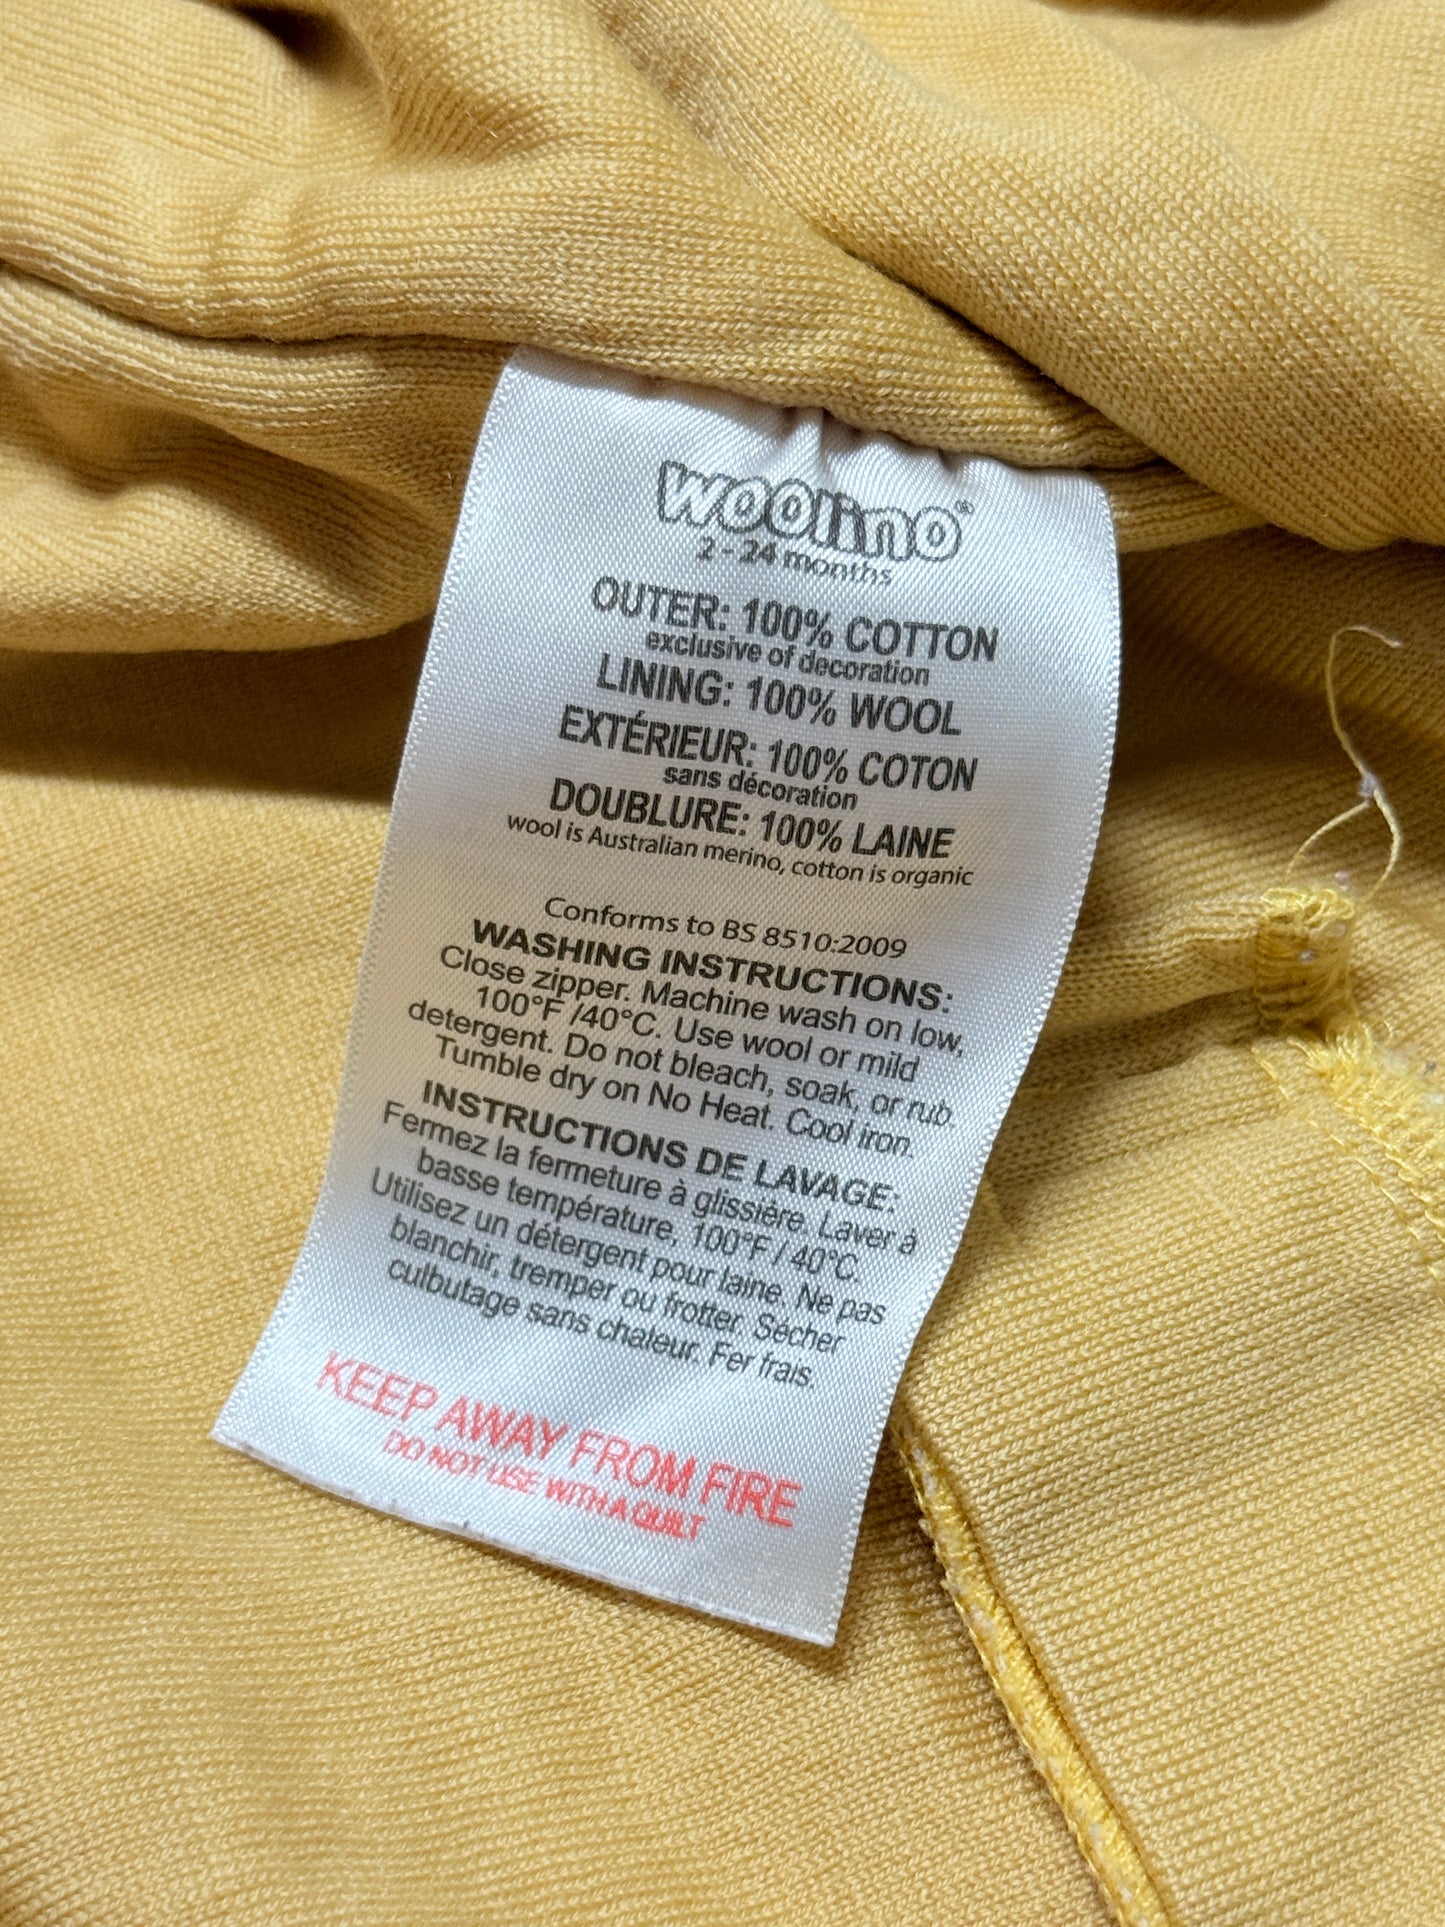 woolino®
2 - 24 months
OUTER: 100% COTTON
exclusive of decoration
LINING: 100% WOOL
EXTÉRIEUR: 100% COTON
sans décoration
DOUBLURE: 100% LAINE
wool is Australian merino, cotton is organic
Conforms to BS 8510:2009
WASHING INSTRUCTIONS:
Close zipper. Machine wash on low,
100°F /40°C. Use wool or mild
detergent. Do not bleach, soak, or rub.
Tumble dry on No Heat. Cool iron.
INSTRUCTIONS DE LAVAGE:
Fermez la fermeture à glissière. Laver à
basse température, 100°F / 40°C.
Utilisez un détergent pour laine. Ne pas
blanchir, tremper ou frotter. Sécher
culbutage sans chaleur. Fer frais.
KEEP AWAY FROM FIRE
DO NOT USE WITH A QUILT